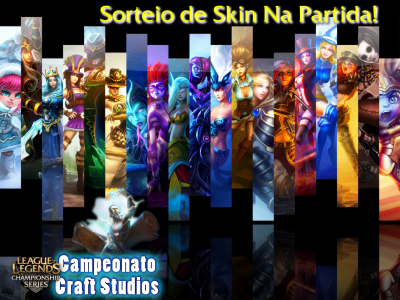 Sorteio de Skin Na Partida!
LEAGUE OF
LEGENDS
CHAMPIONSHIP
SERIES
Campeonato
Craft Studios